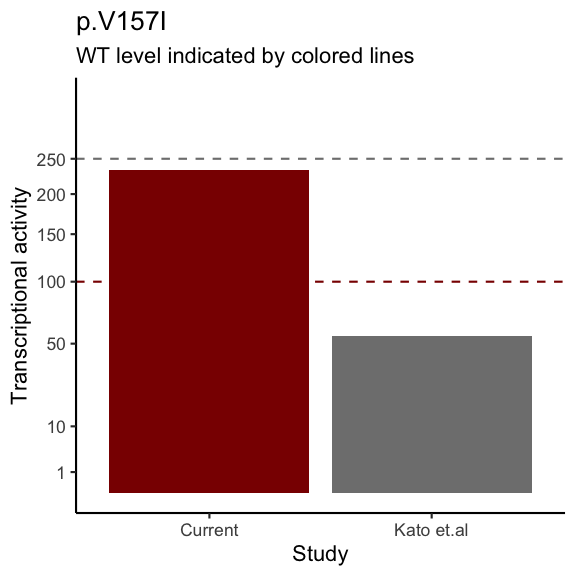 p.V157I
WT level indicated by colored lines
Transcriptional activity
250
200
150
100
50
10
1
Current
Kato et.al
Study